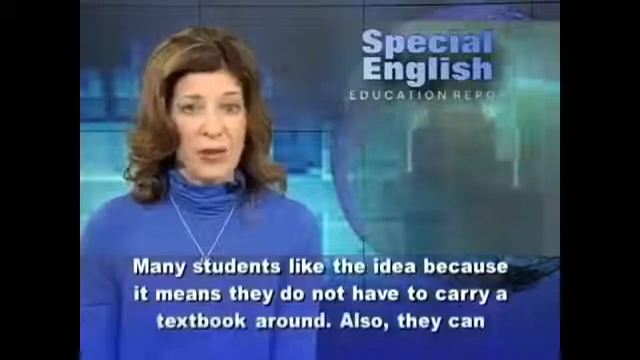 Special
English
EDUCATION REPO
Many students like the idea because
it means they do not have to carry a
textbook around. Also, they can